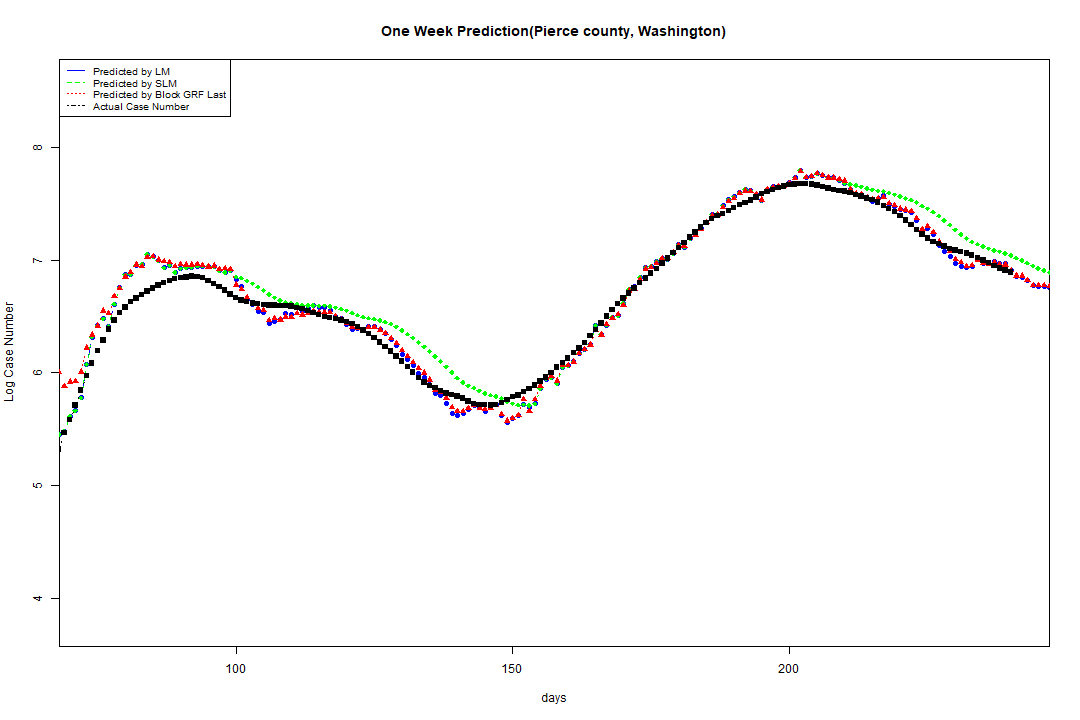 One Week Prediction(Pierce county, Washington)
Predicted by LM
Predicted by SLM
Predicted by Block GRF Last
Actual Case Number
8
7
6
5
4
Log Case Number
100
150
200
days